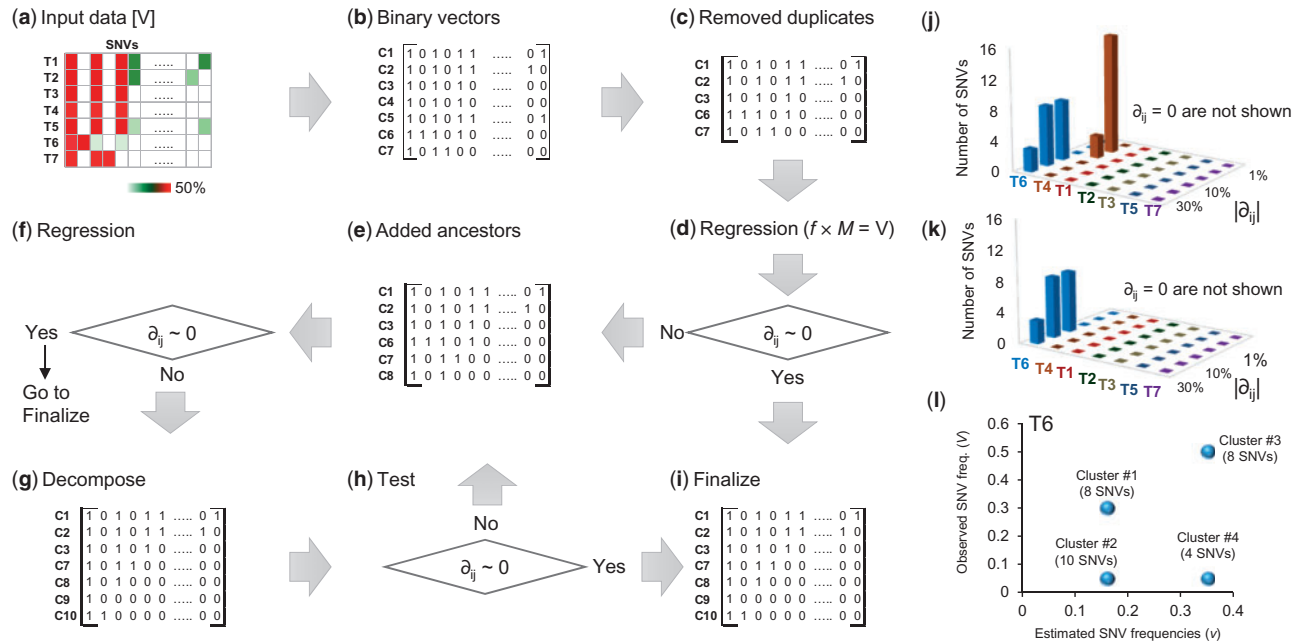 (a) Input data [V]
SNVs
T1 .....
T2 .....
T3 .....
T4 .....
T5 .....
T6 .....
T7 .....
50%
(b) Binary vectors
C1 1 0 1 0 1 1 ..... 0 1
C2 1 0 1 0 1 1 ..... 1 0
C3 1 0 1 0 1 0 ..... 0 0
C4 1 0 1 0 1 0 ..... 0 0
C5 1 0 1 0 1 1 ..... 0 1
C6 1 1 1 0 1 0 ..... 0 0
C7 1 0 1 1 0 0 ..... 0 0
(c) Removed duplicates
C1 1 0 1 0 1 1 ..... 0 1
C2 1 0 1 0 1 1 ..... 1 0
C3 1 0 1 0 1 0 ..... 0 0
C6 1 1 1 0 1 0 ..... 0 0
C7 1 0 1 1 0 0 ..... 0 0
(d) Regression (f × M = V)
∂ij ~ 0
No
Yes
(e) Added ancestors
C1 1 0 1 0 1 1 ..... 0 1
C2 1 0 1 0 1 1 ..... 1 0
C3 1 0 1 0 1 0 ..... 0 0
C6 1 1 1 0 1 0 ..... 0 0
C7 1 0 1 1 0 0 ..... 0 0
C8 1 0 1 0 0 0 ..... 0 0
(f) Regression
∂ij ~ 0
Yes
No
Go to
Finalize
(g) Decompose
C1 1 0 1 0 1 1 ..... 0 1
C2 1 0 1 0 1 1 ..... 1 0
C3 1 0 1 0 1 0 ..... 0 0
C7 1 0 1 1 0 0 ..... 0 0
C8 1 0 1 0 0 0 ..... 0 0
C9 1 0 0 0 0 0 ..... 0 0
C10 1 1 0 0 0 0 ..... 0 0
(h) Test
No
∂ij ~ 0
Yes
(i) Finalize
C1 1 0 1 0 1 1 ..... 0 1
C2 1 0 1 0 1 1 ..... 1 0
C3 1 0 1 0 1 0 ..... 0 0
C7 1 0 1 1 0 0 ..... 0 0
C8 1 0 1 0 0 0 ..... 0 0
C9 1 0 0 0 0 0 ..... 0 0
C10 1 1 0 0 0 0 ..... 0 0
(j)
Number of SNVs
16
12
8
4
0
∂ij = 0 are not shown
T6 T4 T1 T2 T3 T5 T7
30% 10% 1%
|∂ij|
(k)
Number of SNVs
16
12
8
4
0
∂ij = 0 are not shown
T6 T4 T1 T2 T3 T5 T7
30% 10% 1%
|∂ij|
(l)
T6
Observed SNV freq. (V)
0.6
0.5
0.4
0.3
0.2
0.1
0
Cluster #3
(8 SNVs)
Cluster #1
(8 SNVs)
Cluster #2
(10 SNVs)
Cluster #4
(4 SNVs)
0 0.1 0.2 0.3 0.4
Estimated SNV frequencies (v)